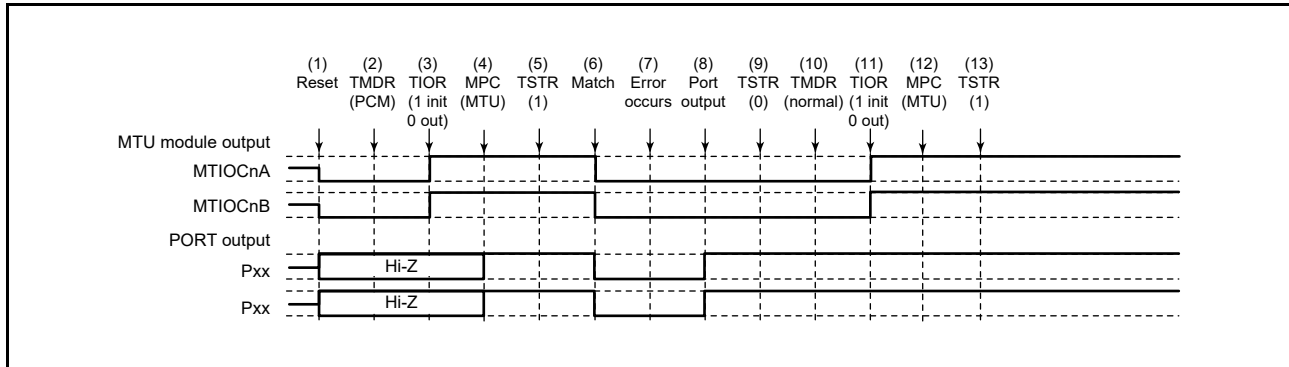 (1) (2) (3) (4) (5) (6) (7) (8) (9) (10) (11) (12) (13)
Reset TMDR TIOR MPC TSTR Match Error Port TSTR TMDR TIOR MPC TSTR
(PCM) (1 init (MTU) (1) occurs output (0) (normal) (1 init (MTU) (1)
0 out) 0 out)
MTU module output
MTIOCnA
MTIOCnB
PORT output
Pxx Hi-Z
Pxx Hi-Z